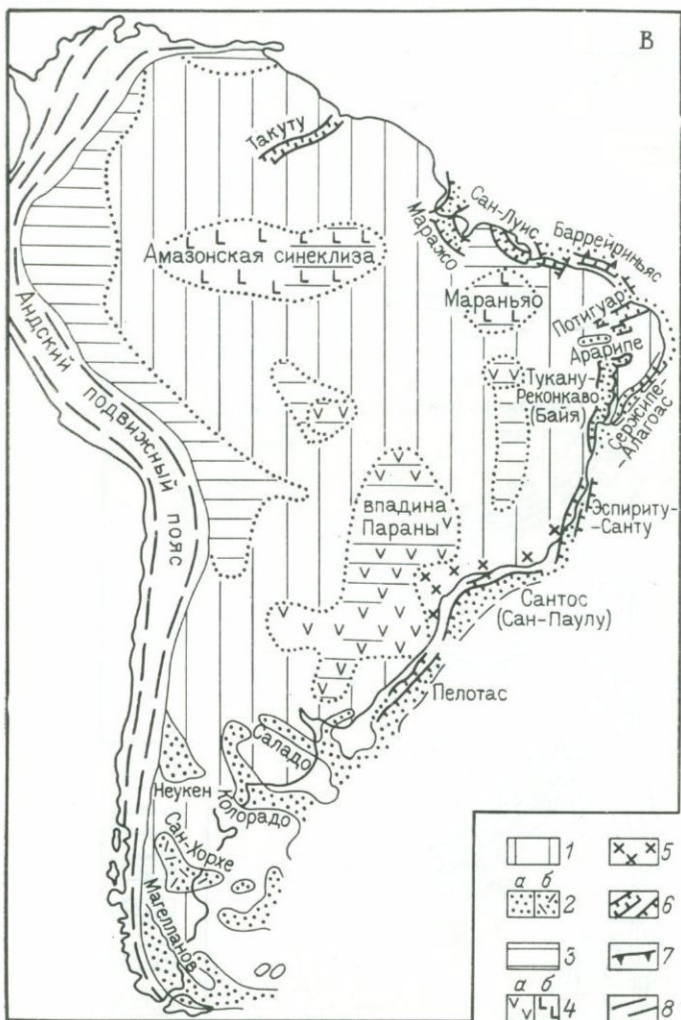 В
Такуту
Сан-Луис
Маражо
Баррейриньяс
Амазонская синеклиза
Мараньяо
Потигуар
Арарипе
Тукану-
Реконкаво
(Байя)
Сержипе-
-Алагоас
Андский подвижный пояс
впадина
Параны
Эспириту-
-Санту
Сантос
(Сан-Паулу)
Пелотас
Саладо
Неукен
Колорадо
Сан-Хорхе
Магелланов
1
5
а б
2
6
3
7
а б
4
8